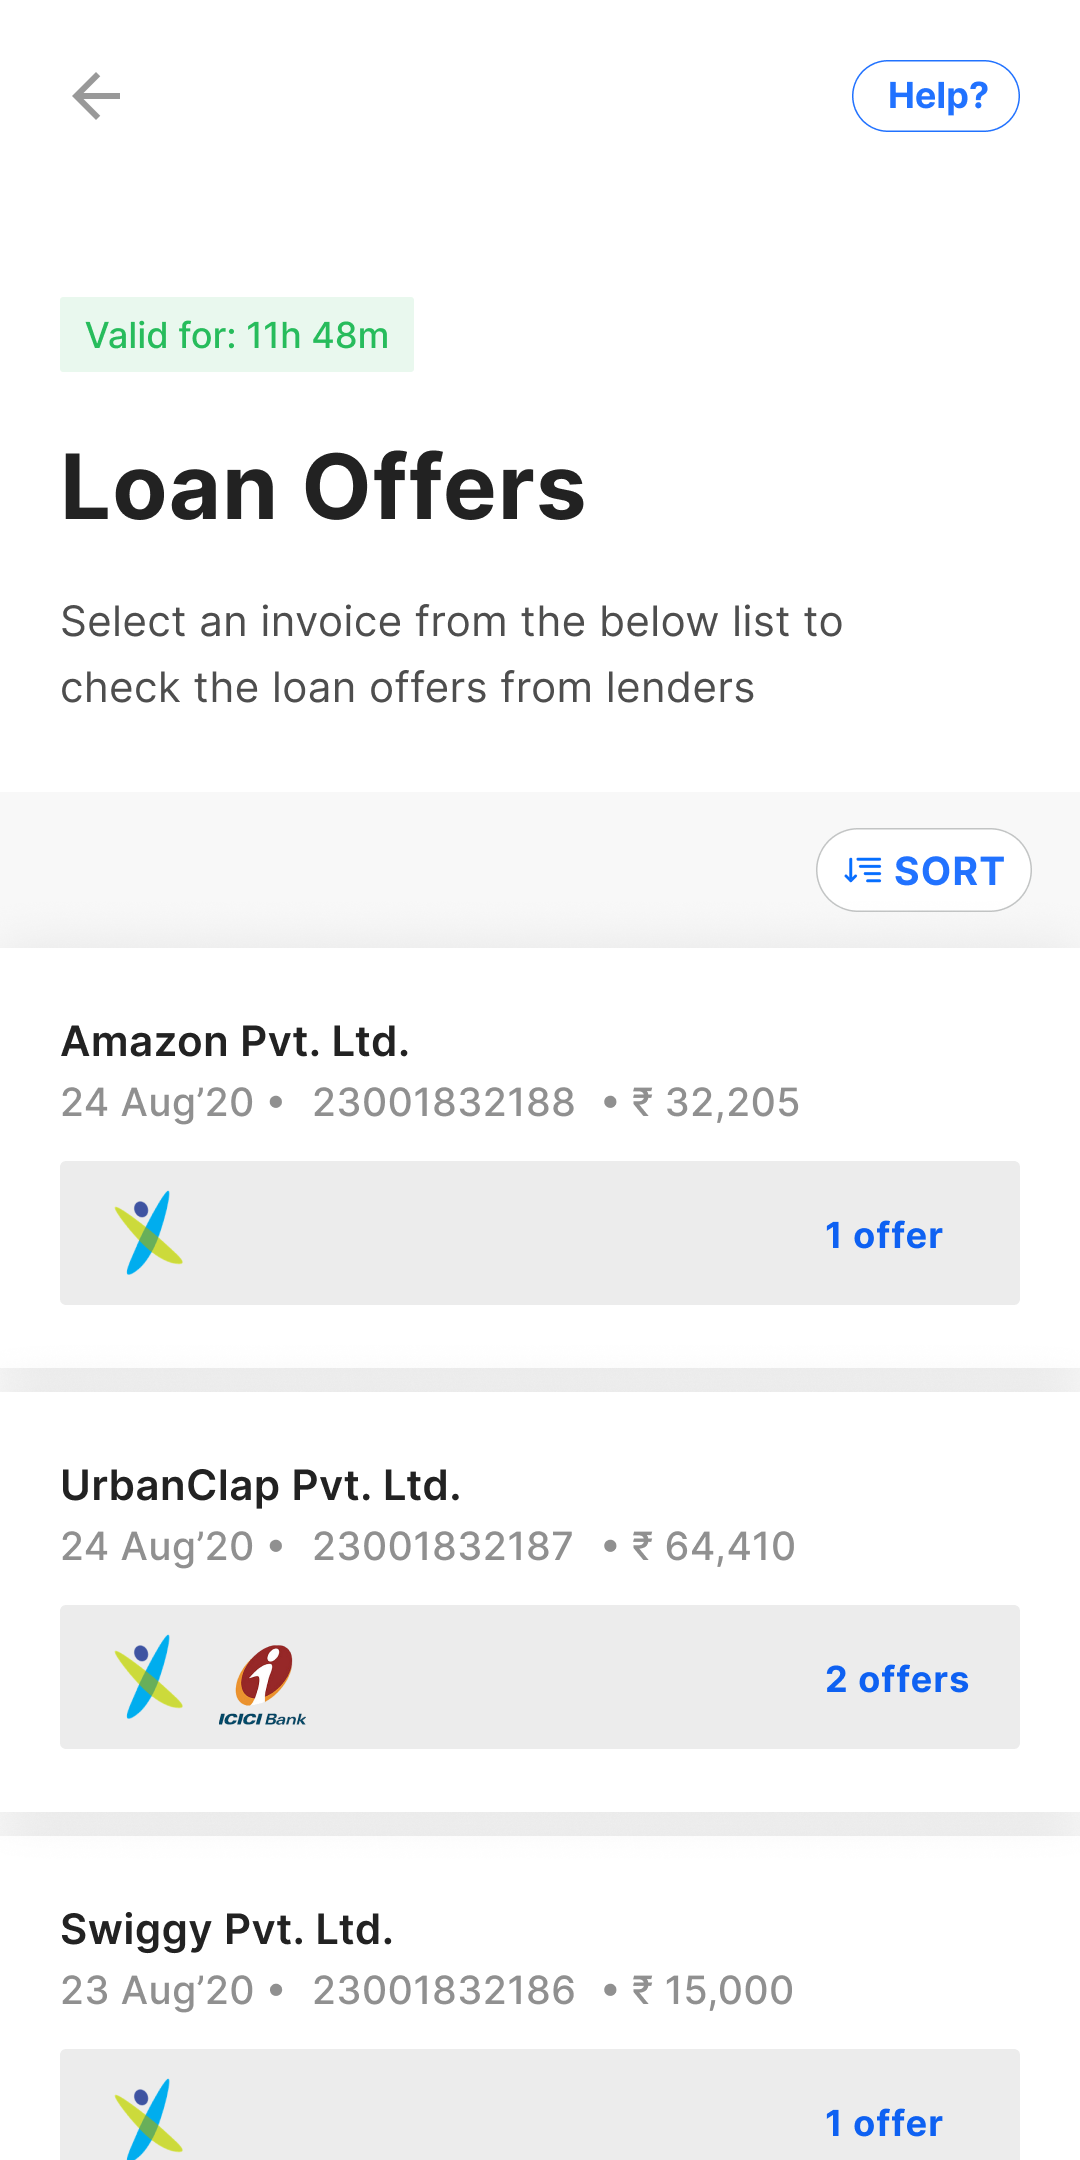 Help?
Valid for: 11h 48m
Loan Offers
Select an invoice from the below list to
check the loan offers from lenders
SORT
Amazon Pvt. Ltd.
24 Aug’20 • 23001832188 • ₹ 32,205
1 offer
UrbanClap Pvt. Ltd.
24 Aug’20 • 23001832187 • ₹ 64,410
ICICI Bank
2 offers
Swiggy Pvt. Ltd.
23 Aug’20 • 23001832186 • ₹ 15,000
1 offer